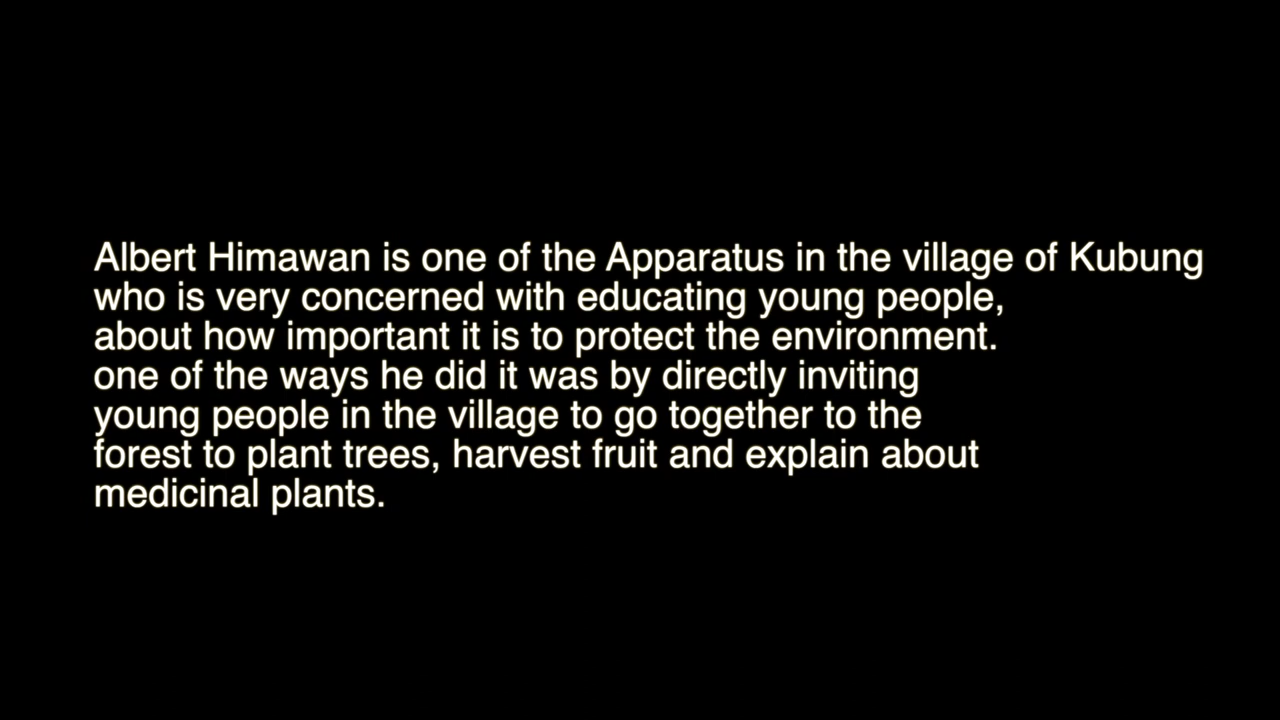 Albert Himawan is one of the Apparatus in the village of Kubung
who is very concerned with educating young people,
about how important it is to protect the environment.
one of the ways he did it was by directly inviting
young people in the village to go together to the
forest to plant trees, harvest fruit and explain about
medicinal plants.